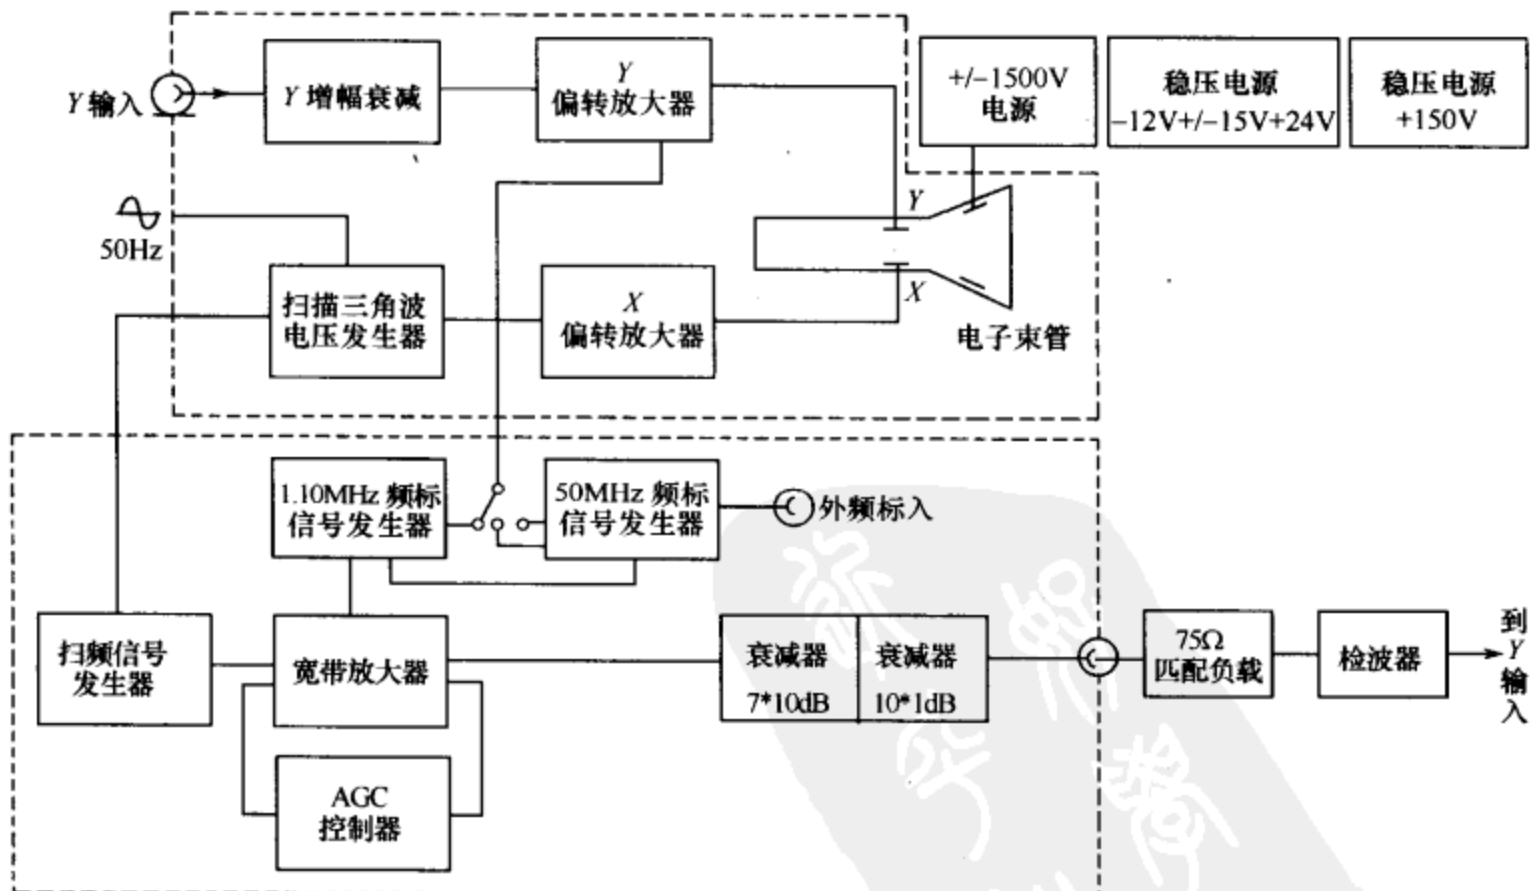 Y 输入
Y 增幅衰减
Y
偏转放大器
+/−1500V
电源
稳压电源
−12V+/−15V+24V
稳压电源
+150V
50Hz
扫描三角波
电压发生器
X
偏转放大器
Y
X
电子束管
1.10MHz 频标
信号发生器
50MHz 频标
信号发生器
外频标入
扫频信号
发生器
宽带放大器
衰减器
7*10dB
衰减器
10*1dB
75Ω
匹配负载
检波器
到
Y
输
入
AGC
控制器